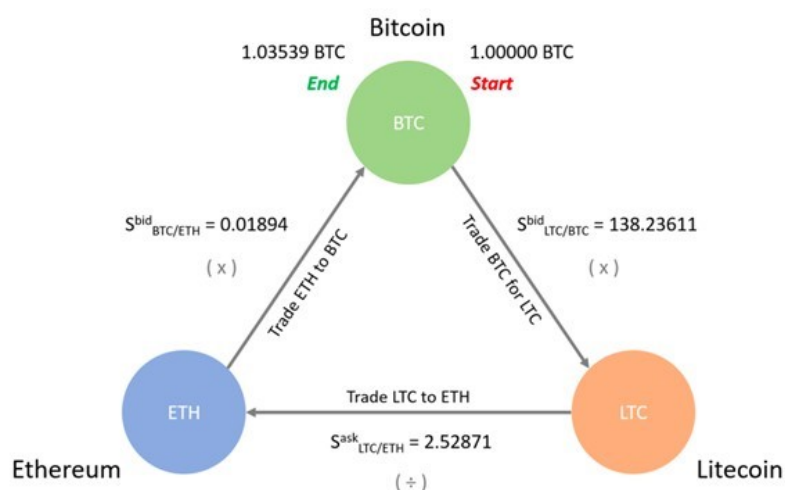 Bitcoin
1.03539 BTC
1.00000 BTC
End
Start
BTC
S^bid_BTC/ETH = 0.01894
( x )
Trade ETH to BTC
Trade BTC for LTC
S^bid_LTC/BTC = 138.23611
( x )
ETH
Trade LTC to ETH
LTC
S^ask_LTC/ETH = 2.52871
( ÷ )
Ethereum
Litecoin